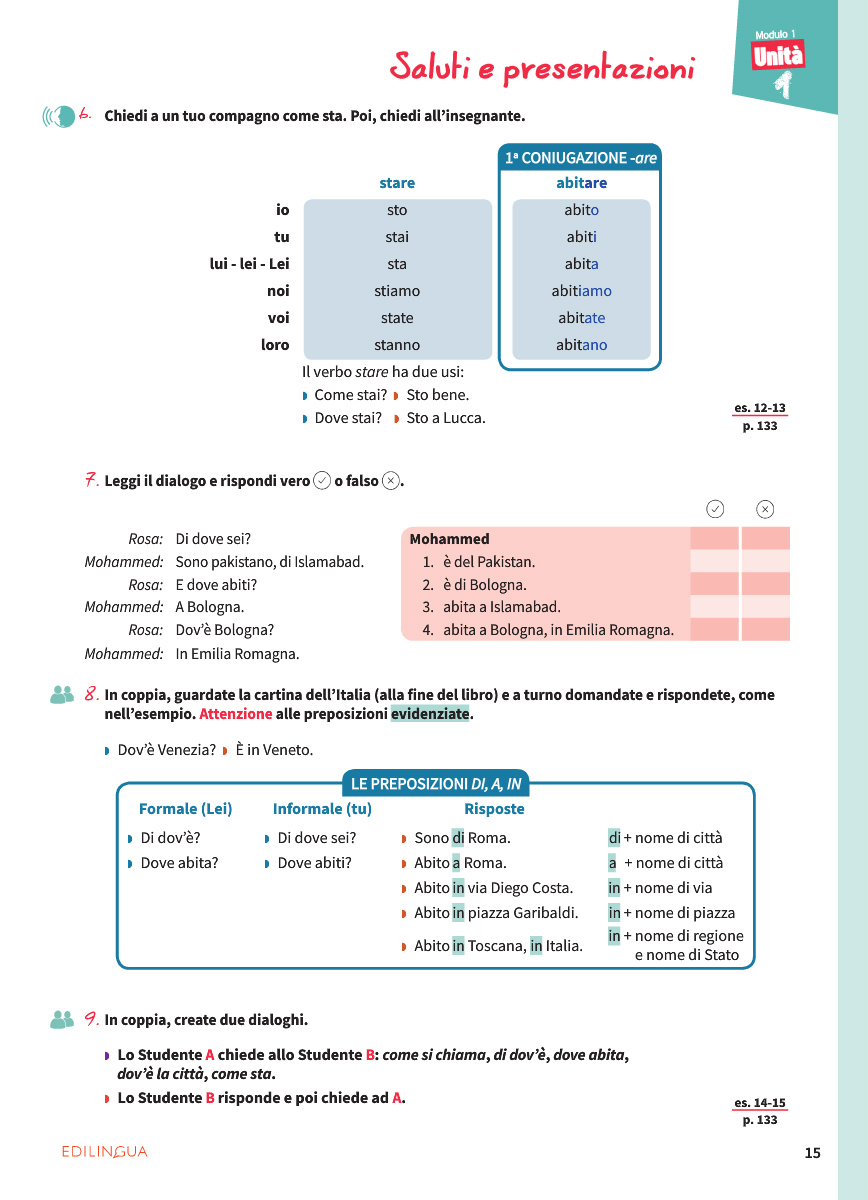 Modulo 1
Unità
1
Saluti e presentazioni
6. Chiedi a un tuo compagno come sta. Poi, chiedi all'insegnante.
1ª CONIUGAZIONE -are
stare abitare
io sto abito
tu stai abiti
lui - lei - Lei sta abita
noi stiamo abitiamo
voi state abitate
loro stanno abitano
Il verbo stare ha due usi:
Come stai? Sto bene.
Dove stai? Sto a Lucca.
es. 12-13
p. 133
7. Leggi il dialogo e rispondi vero ✓ o falso ×.
✓ ×
Rosa: Di dove sei?
Mohammed: Sono pakistano, di Islamabad.
Rosa: E dove abiti?
Mohammed: A Bologna.
Rosa: Dov'è Bologna?
Mohammed: In Emilia Romagna.
Mohammed
1. è del Pakistan.
2. è di Bologna.
3. abita a Islamabad.
4. abita a Bologna, in Emilia Romagna.
8. In coppia, guardate la cartina dell'Italia (alla fine del libro) e a turno domandate e rispondete, come
nell'esempio. Attenzione alle preposizioni evidenziate.
Dov'è Venezia? È in Veneto.
LE PREPOSIZIONI DI, A, IN
Formale (Lei) Informale (tu) Risposte
Di dov'è? Di dove sei? Sono di Roma. di + nome di città
Dove abita? Dove abiti? Abito a Roma. a + nome di città
Abito in via Diego Costa. in + nome di via
Abito in piazza Garibaldi. in + nome di piazza
Abito in Toscana, in Italia. in + nome di regione
e nome di Stato
9. In coppia, create due dialoghi.
Lo Studente A chiede allo Studente B: come si chiama, di dov'è, dove abita,
dov'è la città, come sta.
Lo Studente B risponde e poi chiede ad A.
es. 14-15
p. 133
EDILINGUA
15